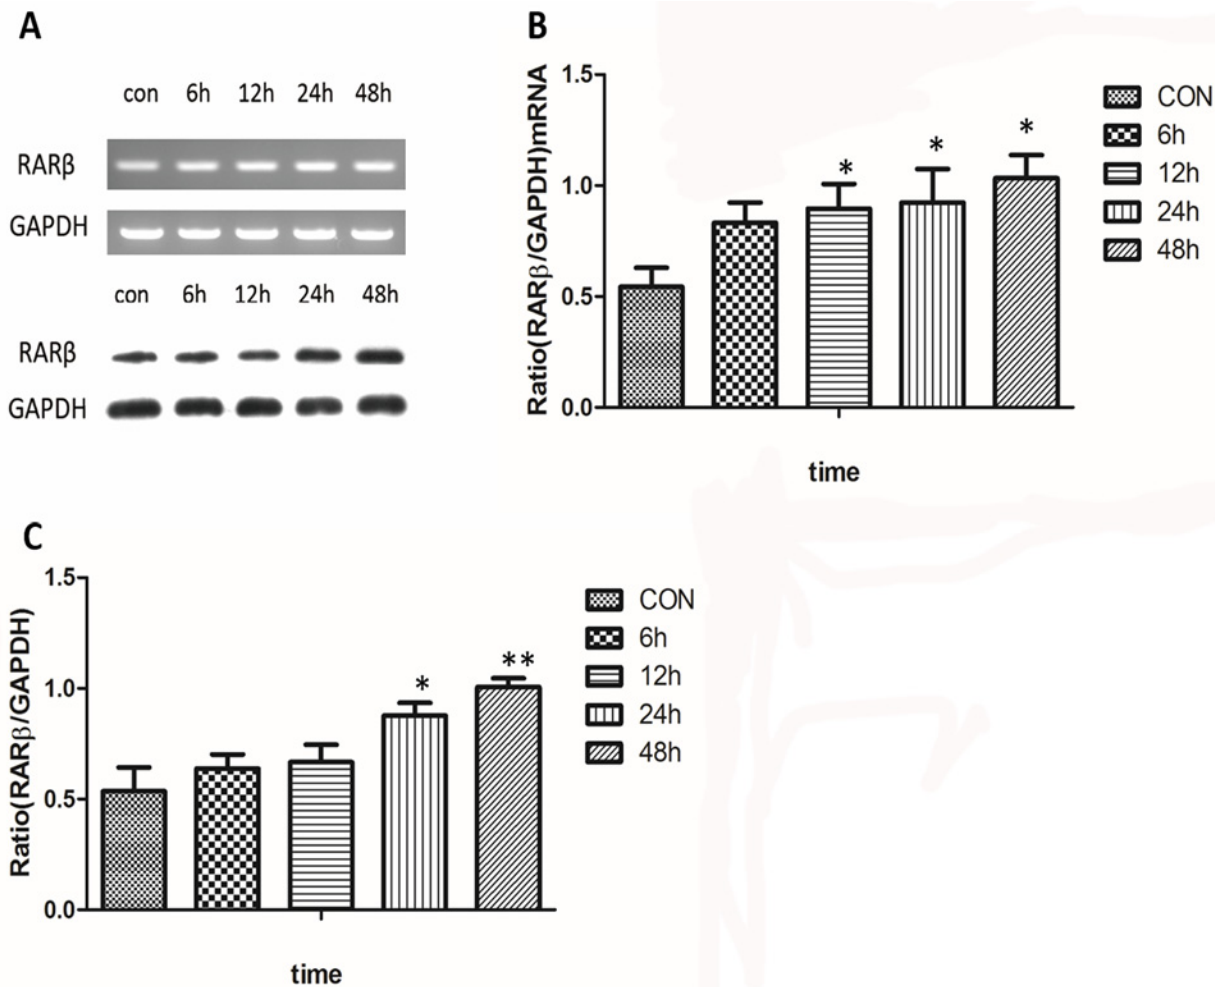 A
con 6h 12h 24h 48h
RARβ
GAPDH
con 6h 12h 24h 48h
RARβ
GAPDH
B
Ratio(RARβ/GAPDH)mRNA
1.5
1.0
0.5
0.0
*
*
*
time
CON
6h
12h
24h
48h
C
Ratio(RARβ/GAPDH)
1.5
1.0
0.5
0.0
*
**
time
CON
6h
12h
24h
48h